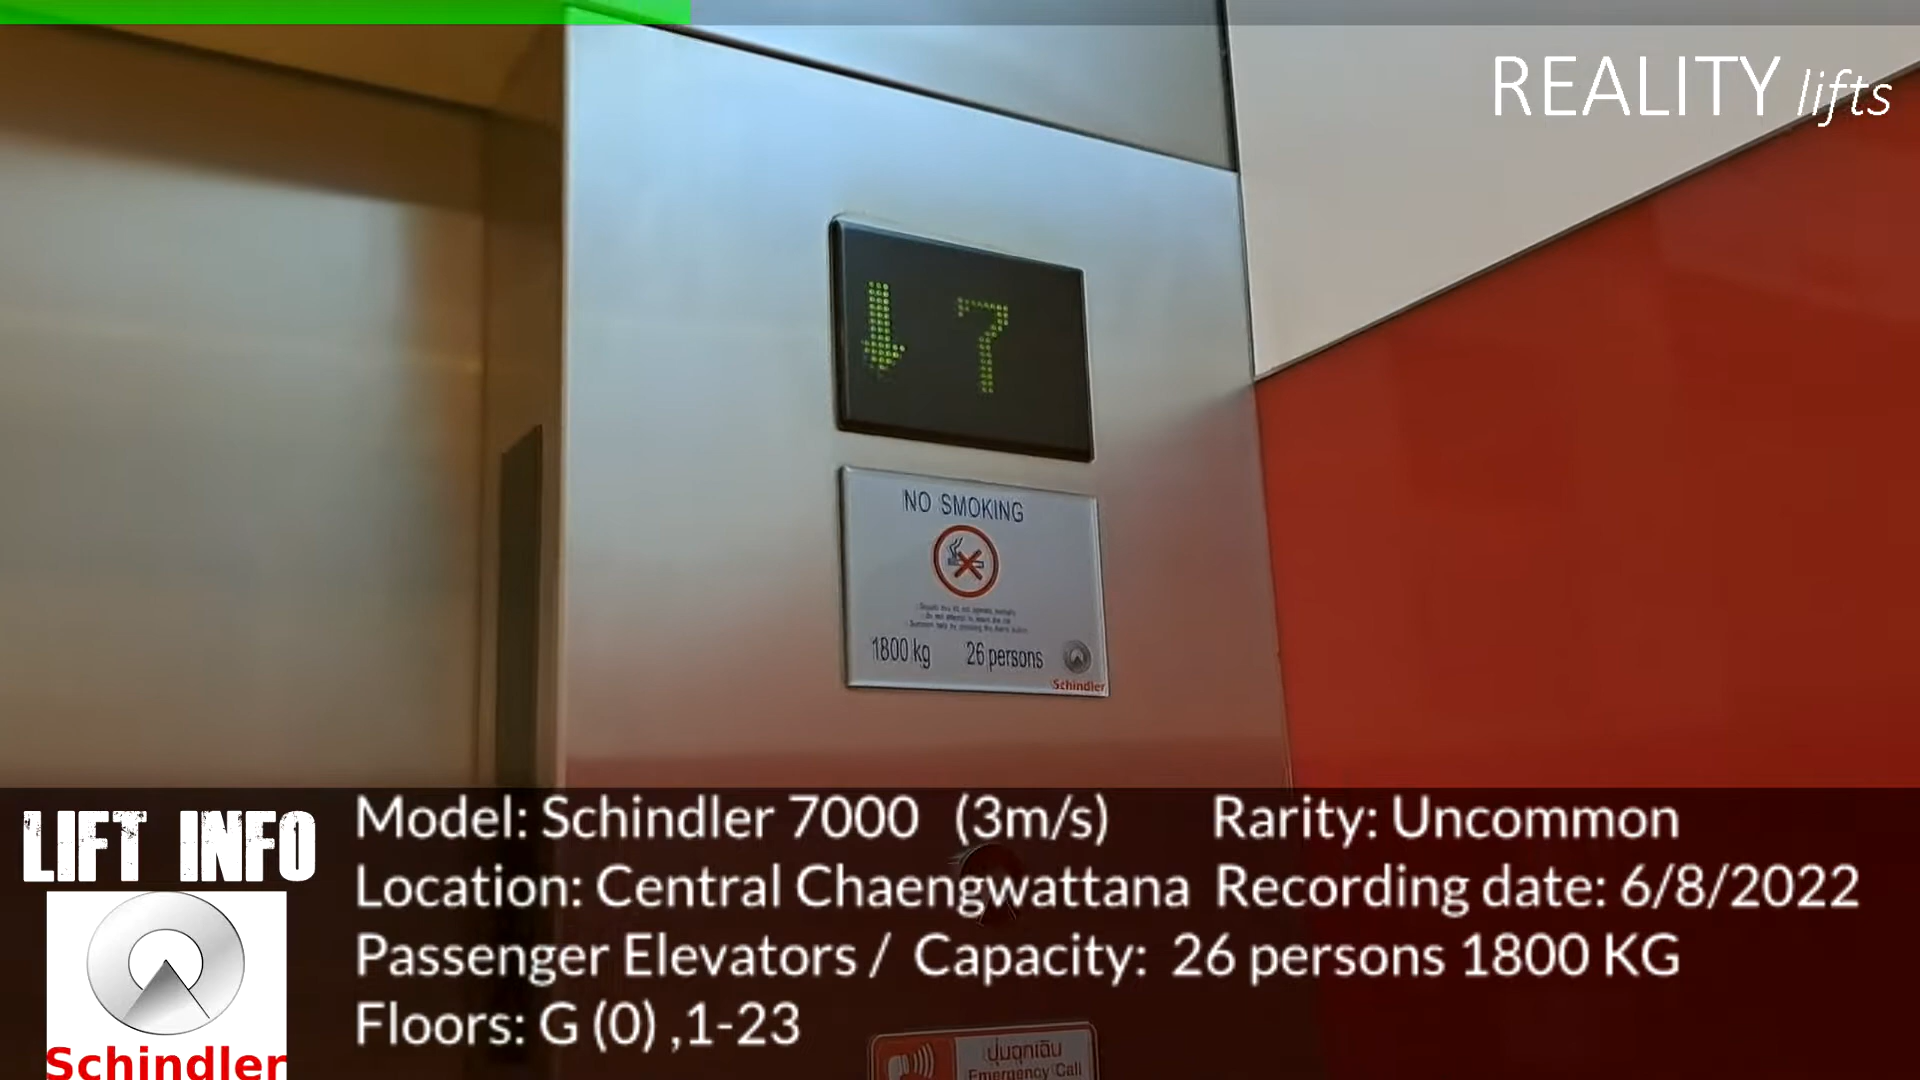 REALITY lifts
7
NO SMOKING
1800 kg 26 persons
Schindler
LIFT INFO
Schindler
Model: Schindler 7000 (3m/s) Rarity: Uncommon
Location: Central Chaengwattana Recording date: 6/8/2022
Passenger Elevators / Capacity: 26 persons 1800 KG
Floors: G (0) ,1-23
ปุ่มฉุกเฉิน
Emergency Call